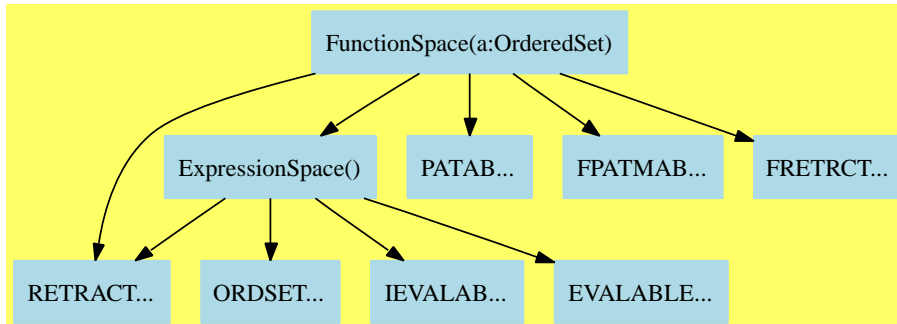 FunctionSpace(a:OrderedSet)
ExpressionSpace()
PATAB...
FPATMAB...
FRETRCT...
RETRACT...
ORDSET...
IEVALAB...
EVALABLE...